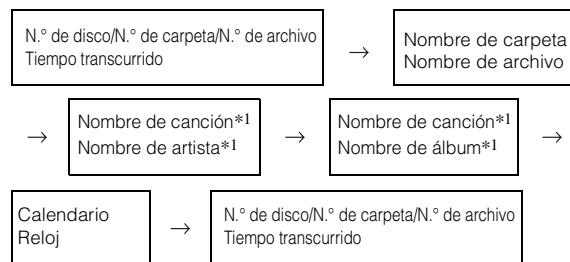 N.° de disco/N.° de carpeta/N.° de archivo
Tiempo transcurrido
→
Nombre de carpeta
Nombre de archivo
→
Nombre de canción*1
Nombre de artista*1
→
Nombre de canción*1
Nombre de álbum*1
→
Calendario
Reloj
→
N.° de disco/N.° de carpeta/N.° de archivo
Tiempo transcurrido